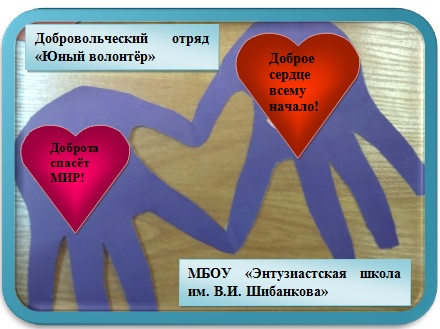 Добровольческий отряд
«Юный волонтёр»
Доброе
сердце
всему
начало!
Доброта
спасёт
МИР!
МБОУ «Энтузиастская школа
им. В.И. Шибанкова»